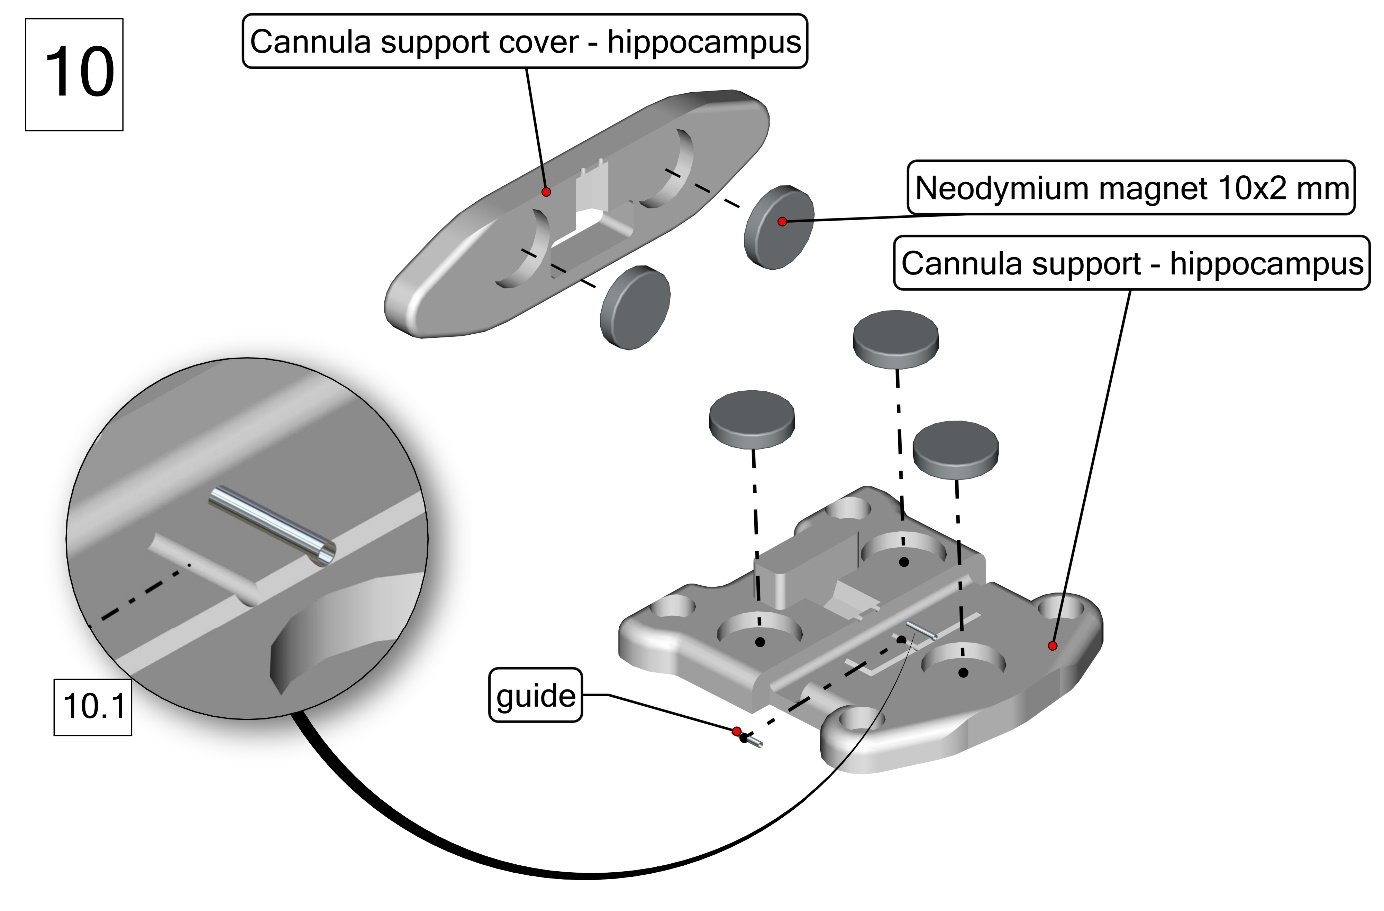 10
Cannula support cover - hippocampus
Neodymium magnet 10x2 mm
Cannula support - hippocampus
guide
10.1